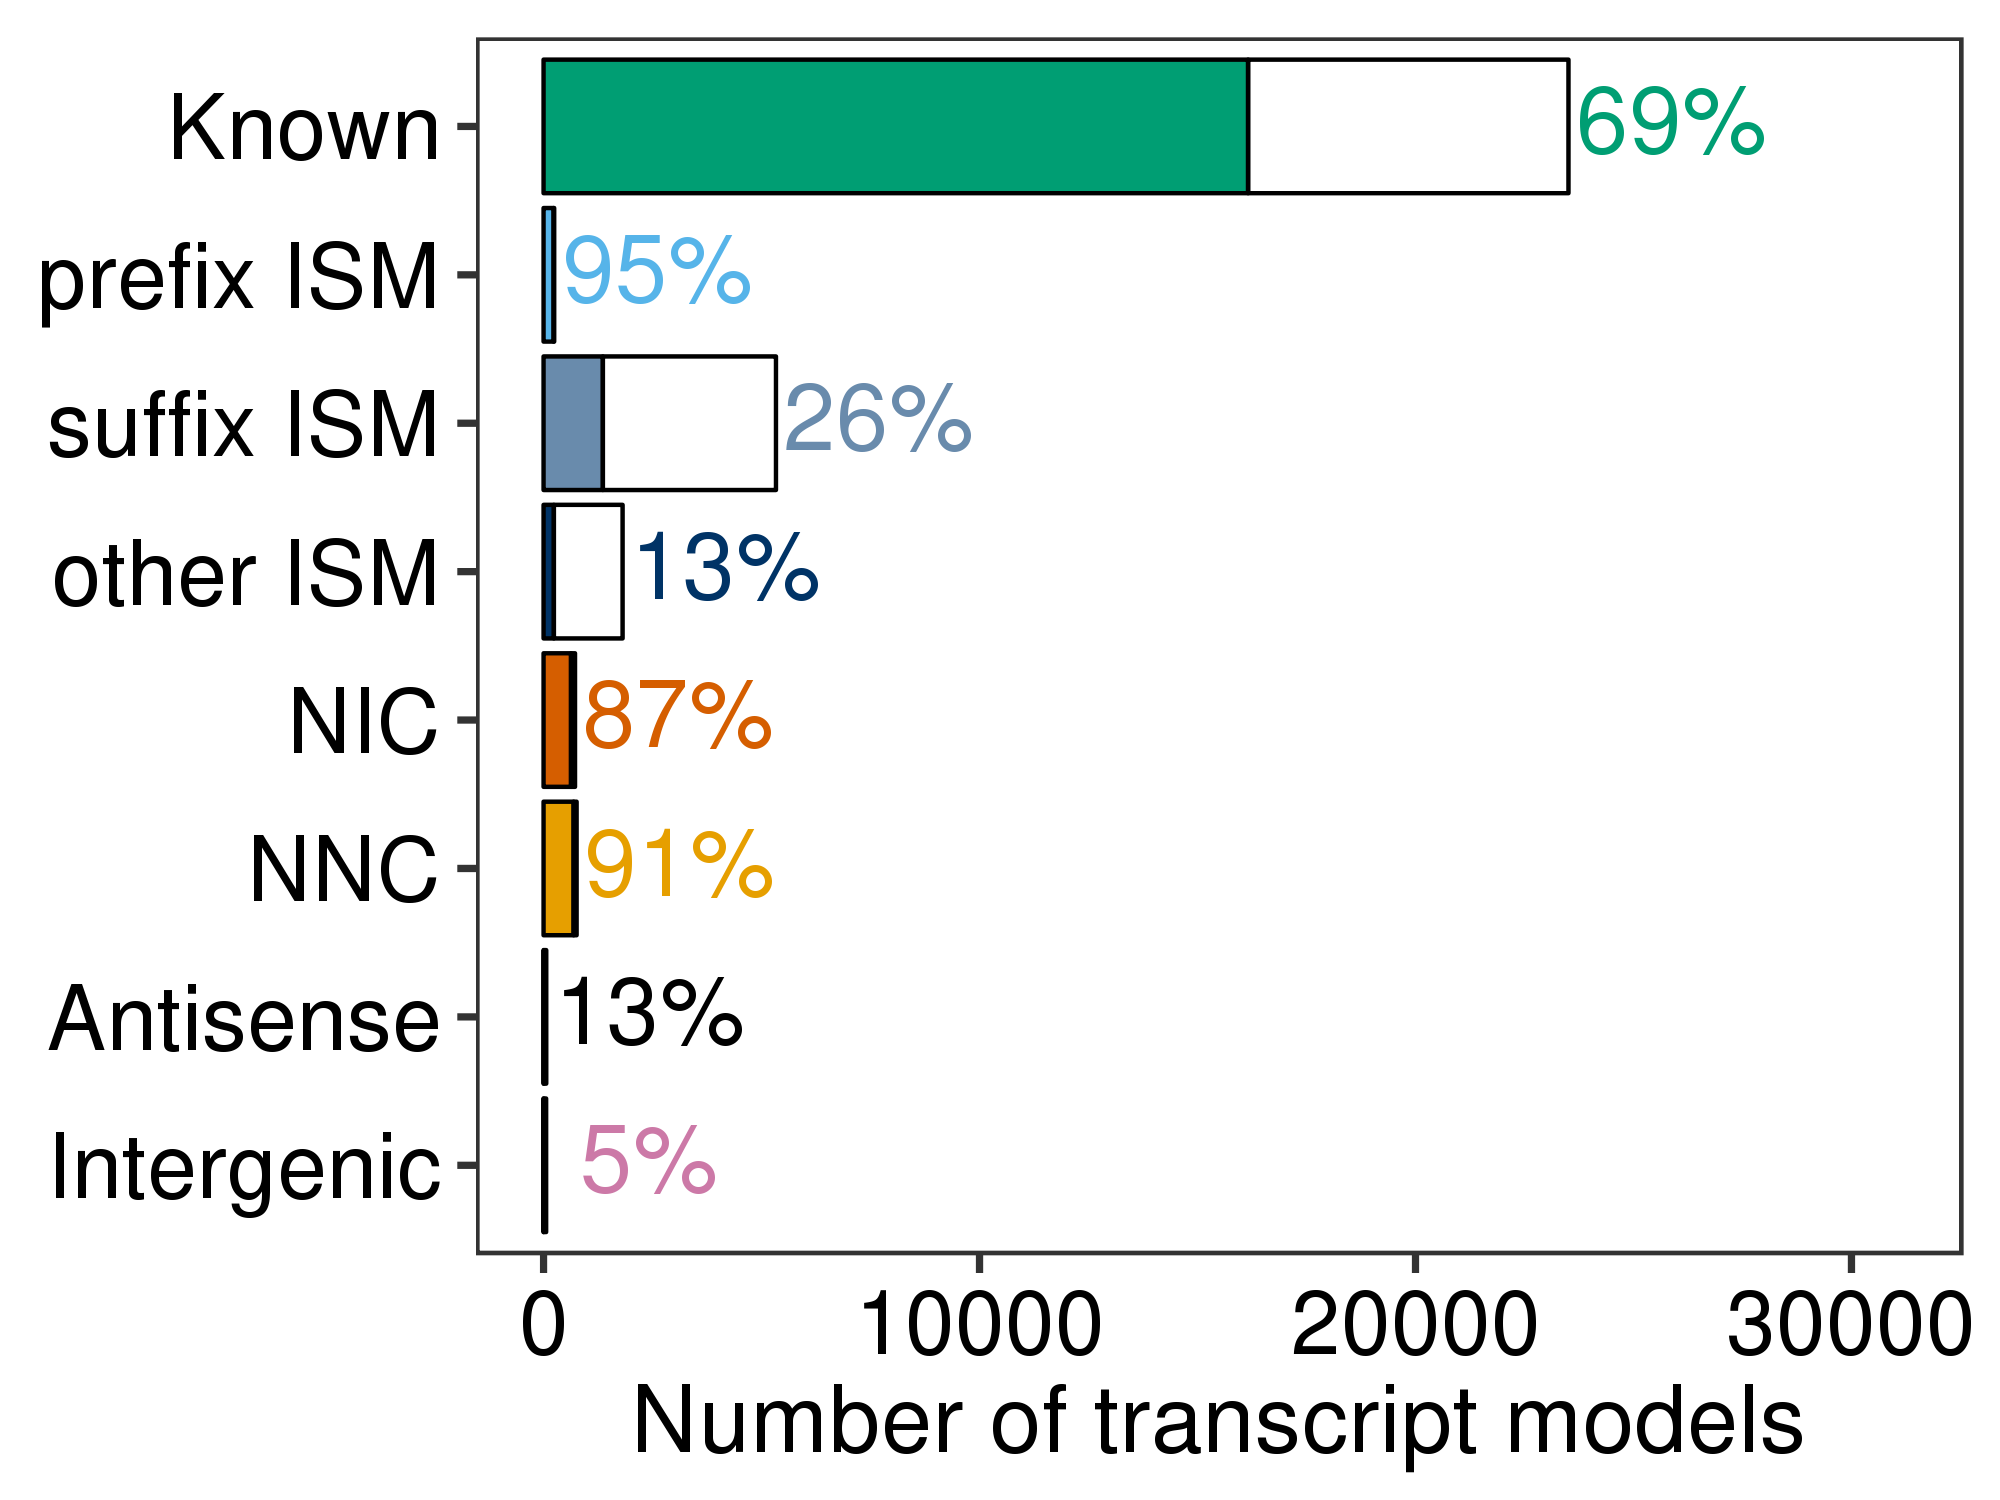 Known 69%
prefix ISM 95%
suffix ISM 26%
other ISM 13%
NIC 87%
NNC 91%
Antisense 13%
Intergenic 5%
0 10000 20000 30000
Number of transcript models